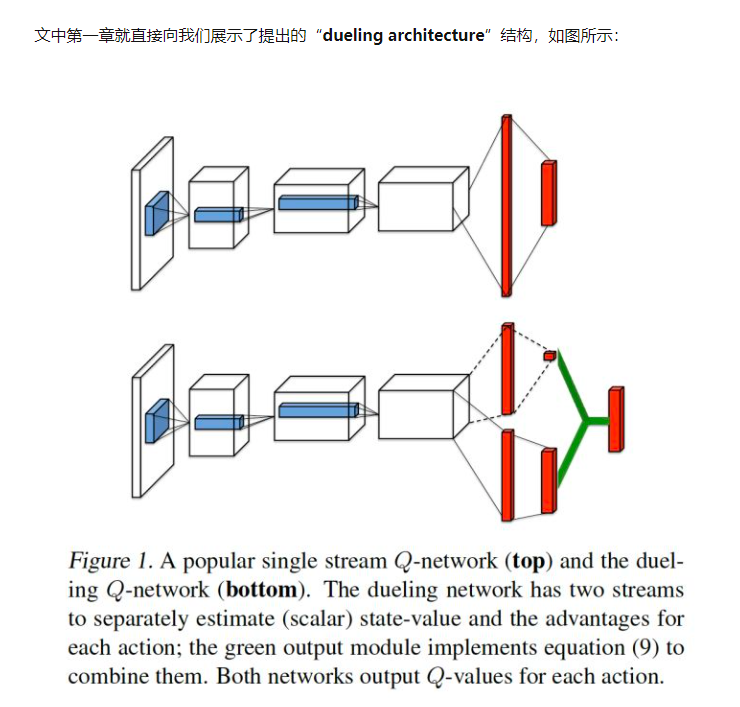 文中第一章就直接向我们展示了提出的“dueling architecture”结构，如图所示：
Figure 1. A popular single stream Q-network (top) and the duel-
ing Q-network (bottom). The dueling network has two streams
to separately estimate (scalar) state-value and the advantages for
each action; the green output module implements equation (9) to
combine them. Both networks output Q-values for each action.